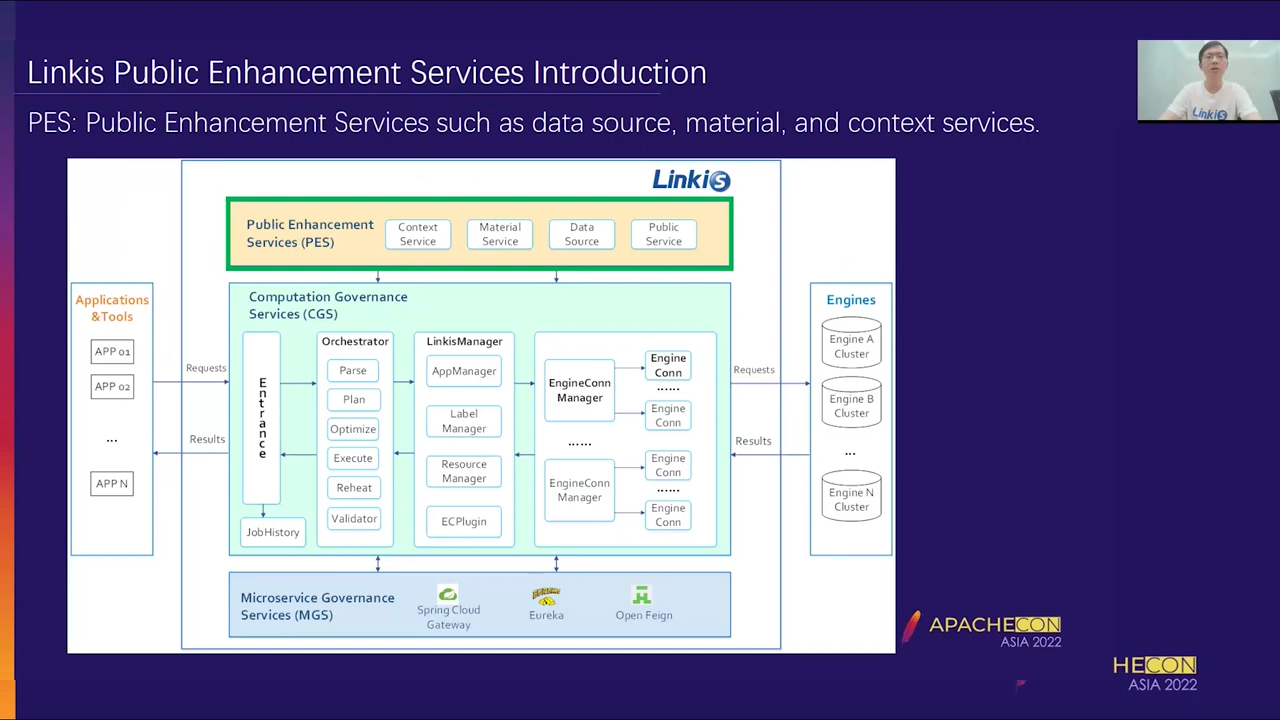 Linkis Public Enhancement Services Introduction
PES: Public Enhancement Services such as data source, material, and context services.
Linkis
Public Enhancement
Services (PES)
Context
Service
Material
Service
Data
Source
Public
Service
Applications
&Tools
APP 01
APP 02
...
APP N
Requests
Results
Computation Governance
Services (CGS)
Entrance
JobHistory
Orchestrator
Parse
Plan
Optimize
Execute
Reheat
Validator
LinkisManager
AppManager
Label
Manager
Resource
Manager
ECPlugin
EngineConn
Manager
......
EngineConn
Manager
Engine
Conn
......
Engine
Conn
Engine
Conn
......
Engine
Conn
Requests
Results
Engines
Engine A
Cluster
Engine B
Cluster
...
Engine N
Cluster
Microservice Governance
Services (MGS)
Spring Cloud
Gateway
EUREKA!
Eureka
Open Feign
APACHECON
ASIA 2022
HECON
ASIA 2022
Linkis